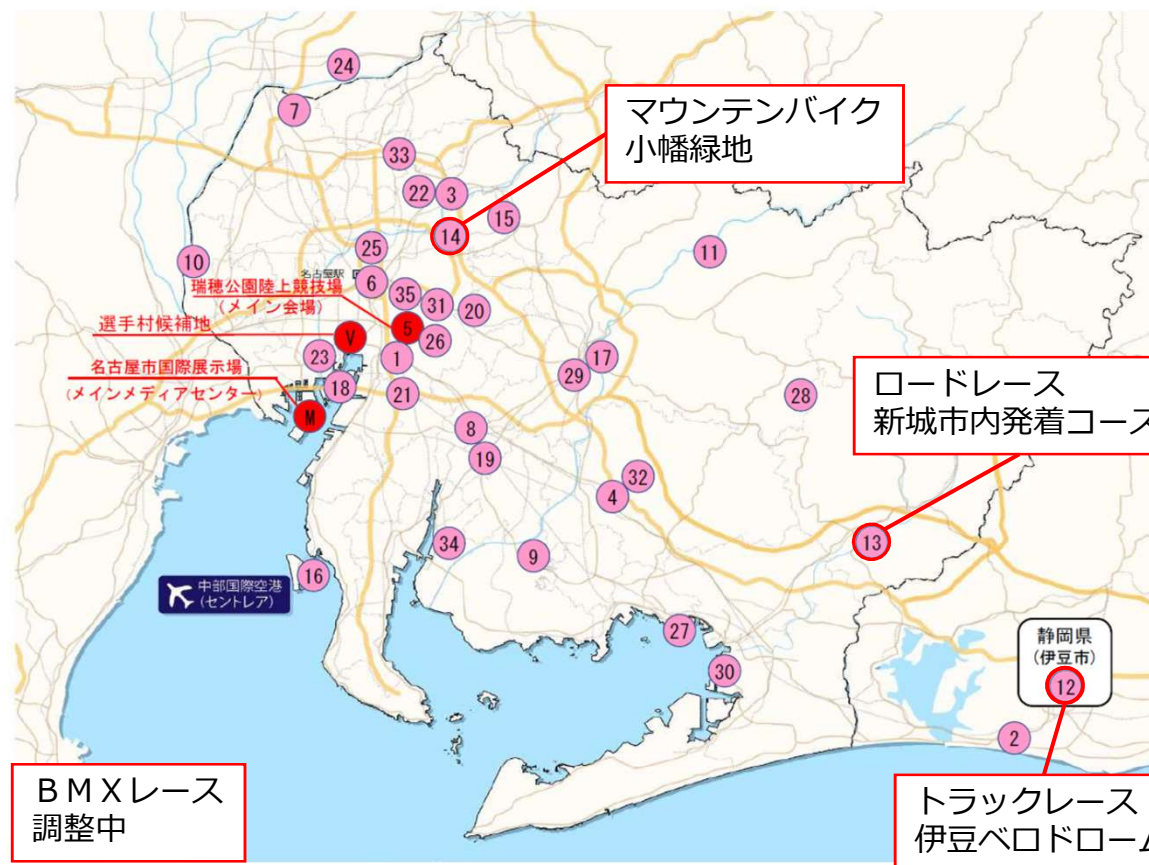 24
7
マウンテンバイク
小幡緑地
33
22
3
15
14
25
11
10
名古屋駅
6
瑞穂公園陸上競技場
(メイン会場)
35
31
20
選手村候補地
V
5
26
名古屋市国際展示場
(メインメディアセンター)
23
1
17
29
18
21
M
28
ロードレース
新城市内発着コース
8
19
32
4
13
34
9
16
中部国際空港
(セントレア)
27
30
静岡県
(伊豆市)
12
2
BMXレース
調整中
トラックレース
伊豆ベロドローム